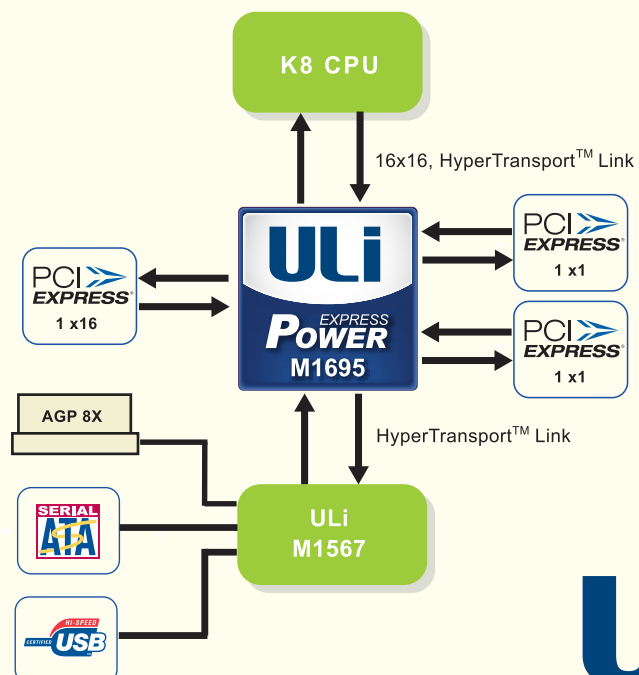 K8 CPU
16x16, HyperTransport™ Link
ULi
EXPRESS
POWER
M1695
PCI
EXPRESS®
1 x16
PCI
EXPRESS®
1 x1
PCI
EXPRESS®
1 x1
HyperTransport™ Link
AGP 8X
SERIAL
ATA
ULi
M1567
HI-SPEED
CERTIFIED USB
U